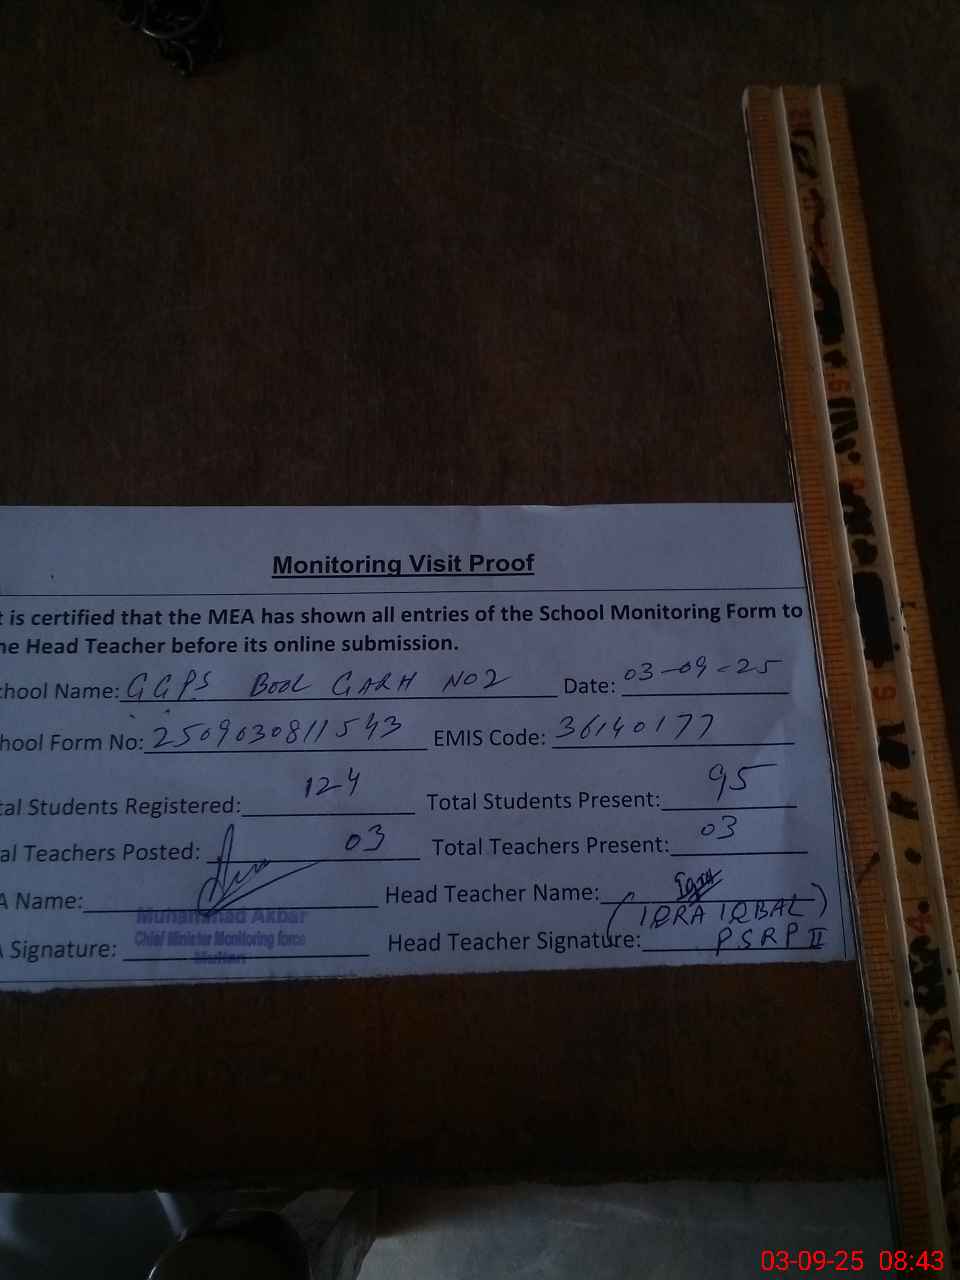 Monitoring Visit Proof
t is certified that the MEA has shown all entries of the School Monitoring Form to
he Head Teacher before its online submission.
chool Name: GGPS Bool GARH NO2 Date: 03-09-25
hool Form No: 2509030811543 EMIS Code: 36140177
tal Students Registered: 124 Total Students Present: 95
al Teachers Posted: 03 Total Teachers Present: 03
A Name: Head Teacher Name: Iqra
Muhammad Akbar (IQRA IQBAL)
Chief Minister Monitoring force
A Signature: Head Teacher Signature: PSRP II
Multan
03-09-25 08:43